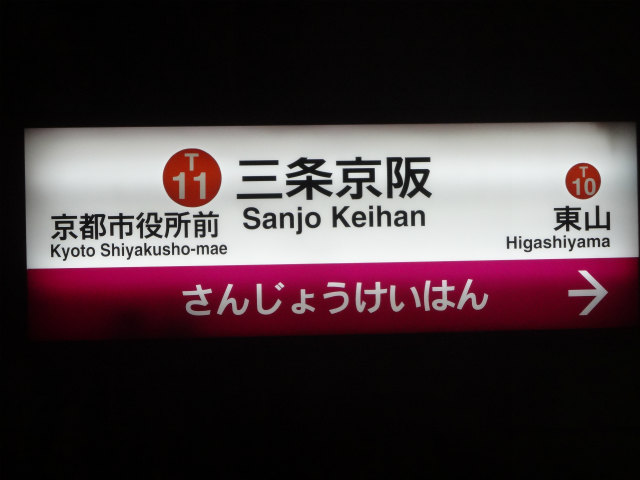 T
11
三条京阪
Sanjo Keihan
京都市役所前
Kyoto Shiyakusho-mae
T
10
東山
Higashiyama
さんじょうけいはん